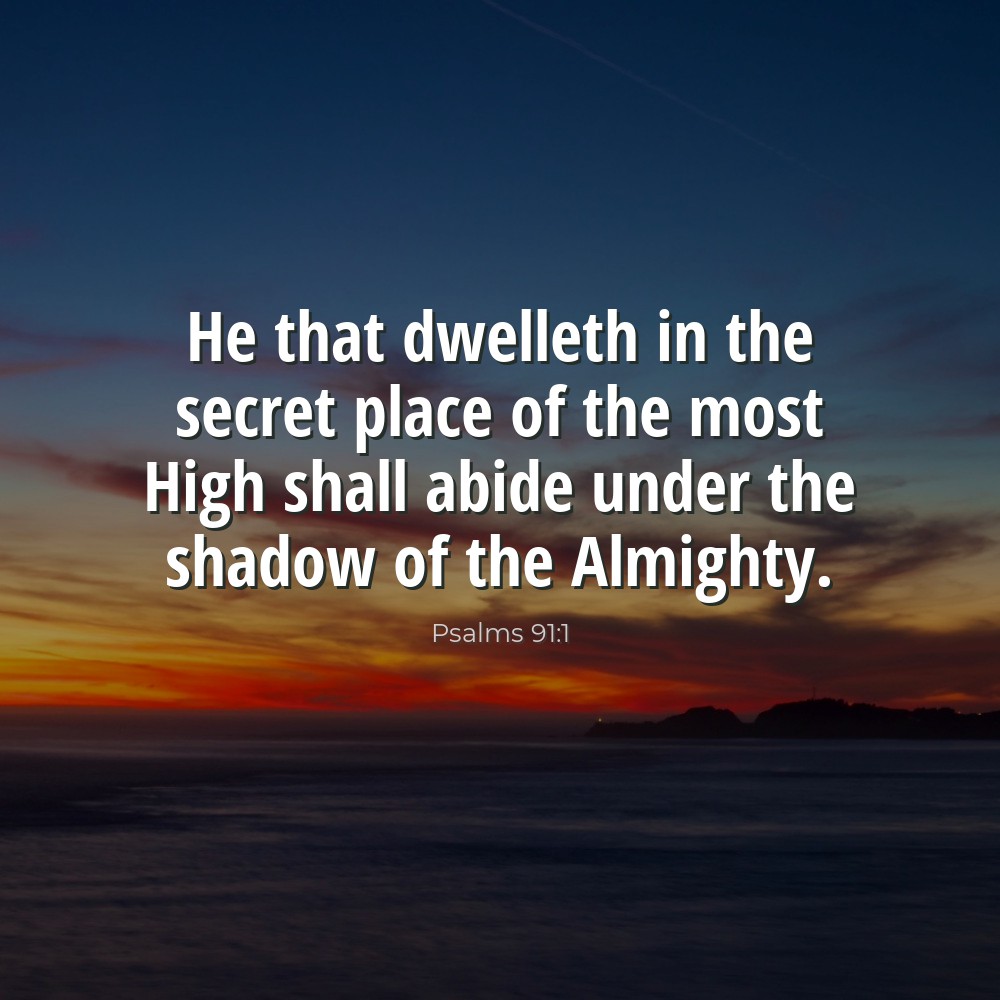 He that dwelleth in the
secret place of the most
High shall abide under the
shadow of the Almighty.
Psalms 91:1